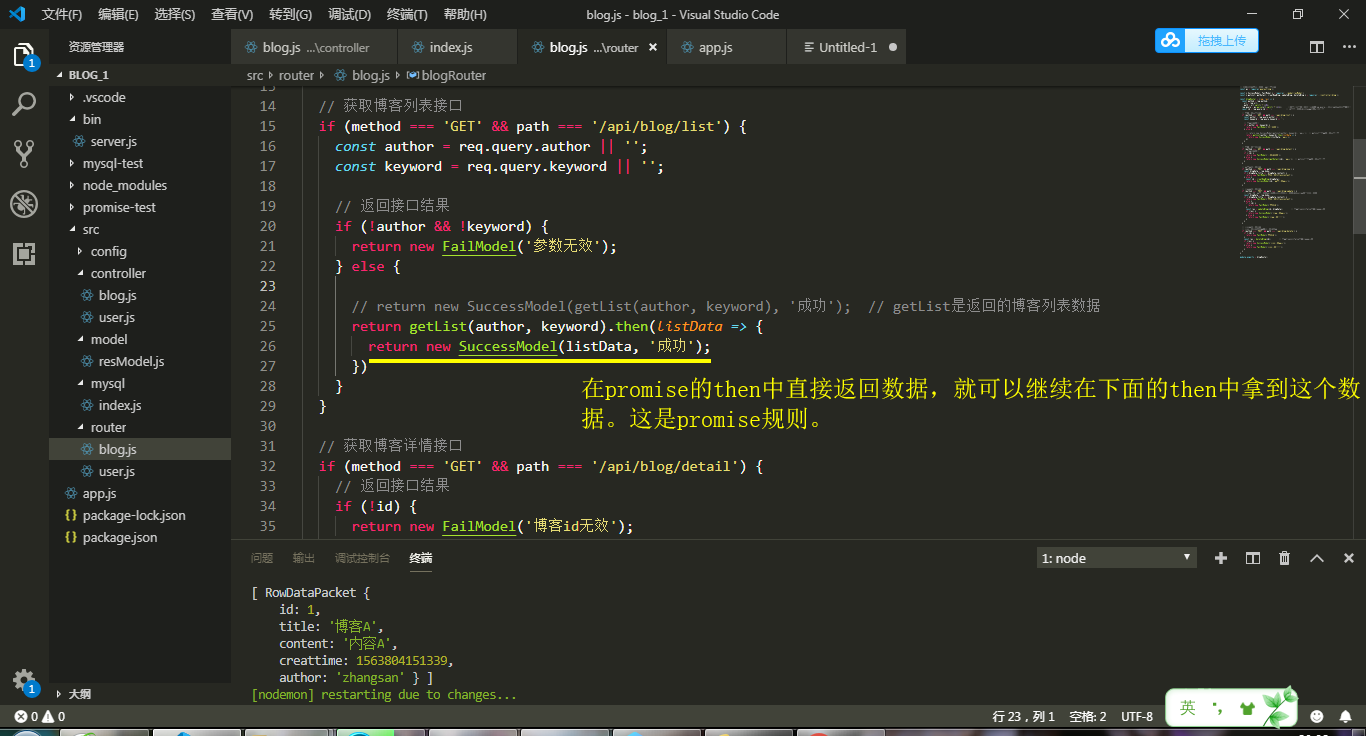 文件(F) 编辑(E) 选择(S) 查看(V) 转到(G) 调试(D) 终端(T) 帮助(H) blog.js - blog_1 - Visual Studio Code
资源管理器 blog.js ...\controller index.js blog.js ...\router app.js Untitled-1 拖拽上传
BLOG_1
src router blog.js blogRouter
.vscode
bin
server.js
mysql-test
node_modules
promise-test
src
config
controller
blog.js
user.js
model
resModel.js
mysql
index.js
router
blog.js
user.js
app.js
package-lock.json
package.json
大纲
13
14 // 获取博客列表接口
15 if (method === 'GET' && path === '/api/blog/list') {
16 const author = req.query.author || '';
17 const keyword = req.query.keyword || '';
18
19 // 返回接口结果
20 if (!author && !keyword) {
21 return new FailModel('参数无效');
22 } else {
23
24 // return new SuccessModel(getList(author, keyword), '成功'); // getList是返回的博客列表数据
25 return getList(author, keyword).then(listData => {
26 return new SuccessModel(listData, '成功');
27 })
28 }
29 }
30
31 // 获取博客详情接口
32 if (method === 'GET' && path === '/api/blog/detail') {
33 // 返回接口结果
34 if (!id) {
35 return new FailModel('博客id无效');
在promise的then中直接返回数据，就可以继续在下面的then中拿到这个数
据。这是promise规则。
问题 输出 调试控制台 终端 1: node
[ RowDataPacket {
id: 1,
title: '博客A',
content: '内容A',
creattime: 1563804151339,
author: 'zhangsan' } ]
[nodemon] restarting due to changes...
1
1
0 0 行 23，列 1 空格: 2 UTF-8 英